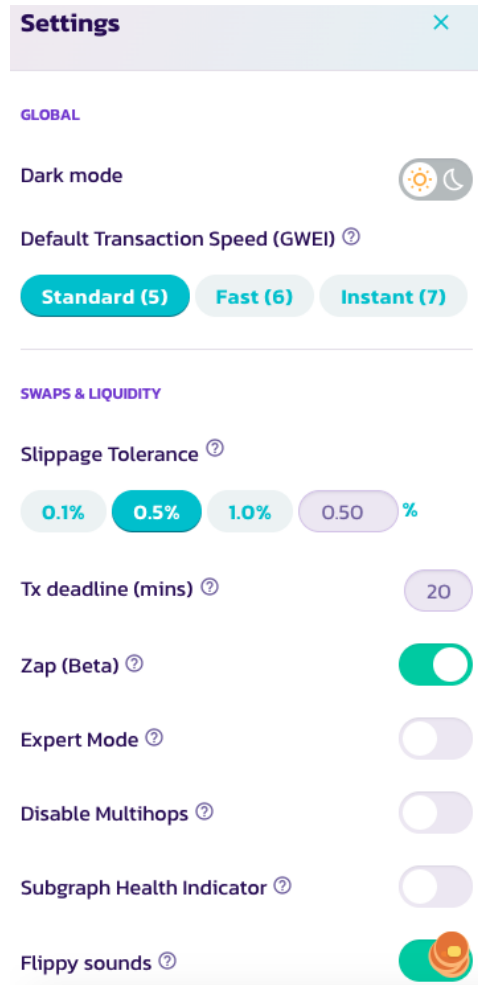 Settings
GLOBAL
Dark mode
Default Transaction Speed (GWEI)
Standard (5) Fast (6) Instant (7)
SWAPS & LIQUIDITY
Slippage Tolerance
0.1% 0.5% 1.0% 0.50 %
Tx deadline (mins) 20
Zap (Beta)
Expert Mode
Disable Multihops
Subgraph Health Indicator
Flippy sounds